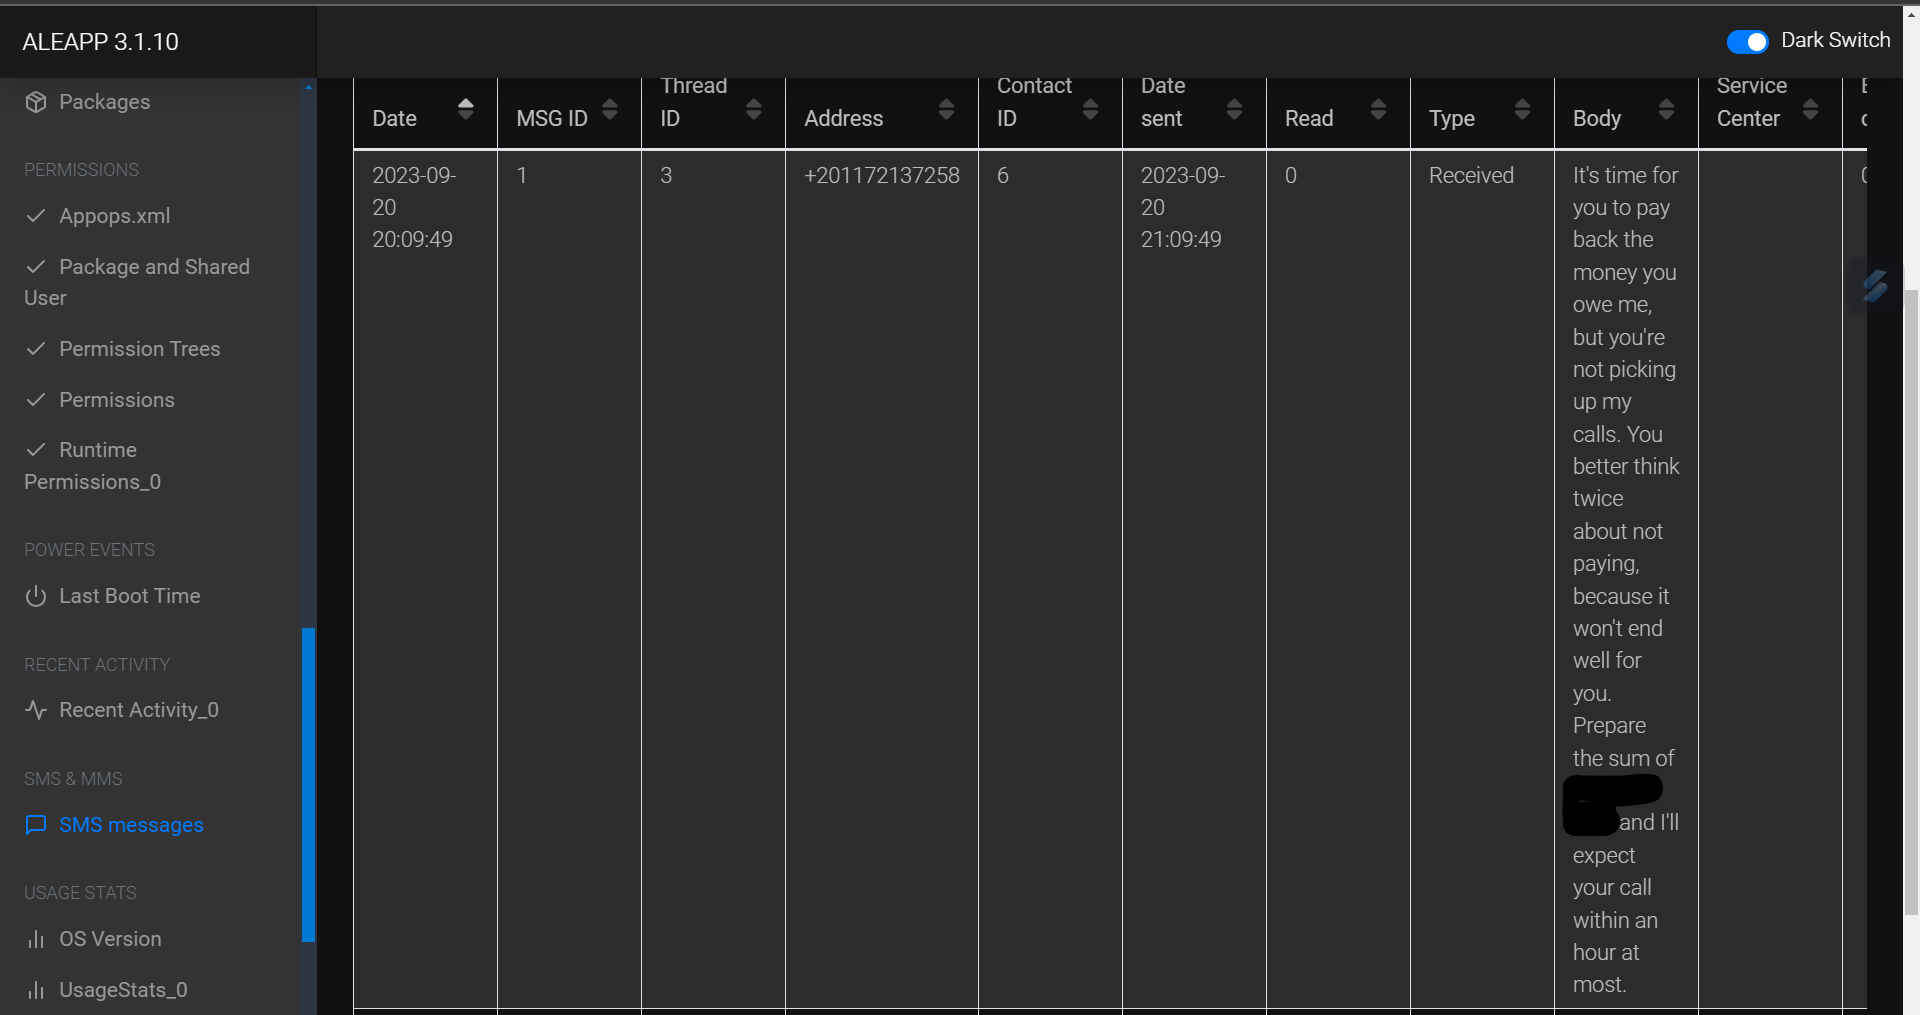 ALEAPP 3.1.10
Dark Switch
Packages
PERMISSIONS
Appops.xml
Package and Shared
User
Permission Trees
Permissions
Runtime
Permissions_0
POWER EVENTS
Last Boot Time
RECENT ACTIVITY
Recent Activity_0
SMS & MMS
SMS messages
USAGE STATS
OS Version
UsageStats_0
Date
MSG ID
Thread
ID
Address
Contact
ID
Date
sent
Read
Type
Body
Service
Center
2023-09-
20
20:09:49
1
3
+201172137258
6
2023-09-
20
21:09:49
0
Received
It's time for
you to pay
back the
money you
owe me,
but you're
not picking
up my
calls. You
better think
twice
about not
paying,
because it
won't end
well for
you.
Prepare
the sum of
and I'll
expect
your call
within an
hour at
most.